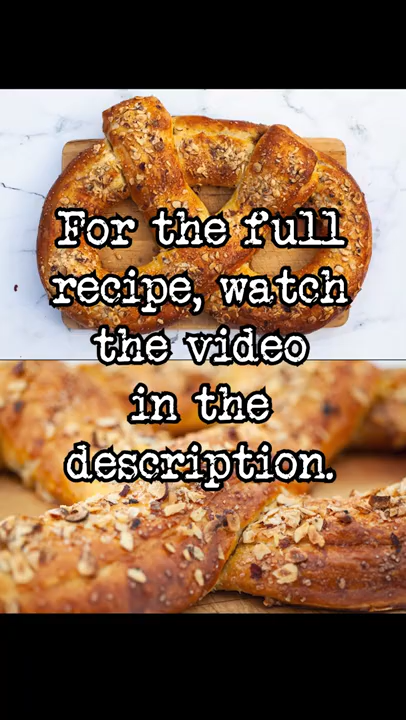 For the full
recipe, watch
the video
in the
description.